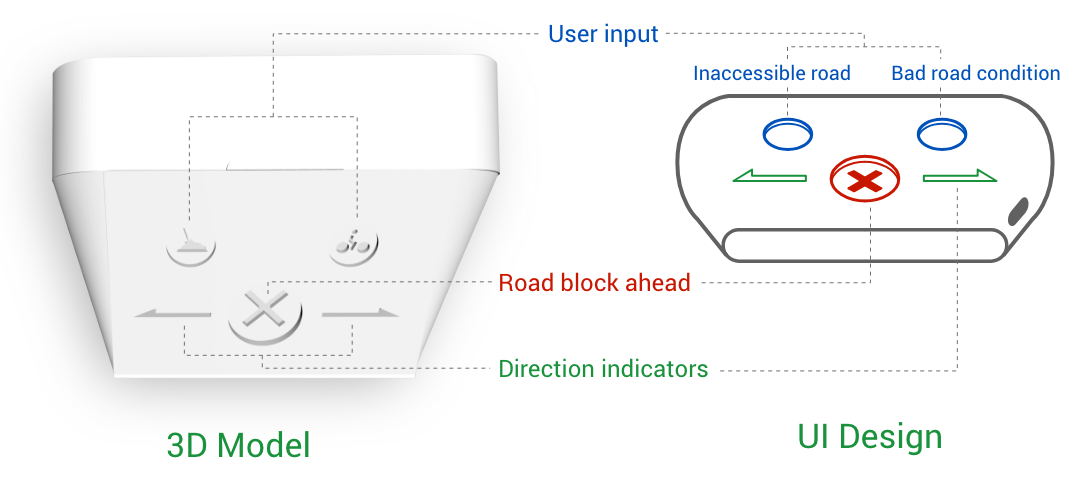 User input
Inaccessible road
Bad road condition
Road block ahead
Direction indicators
3D Model
UI Design